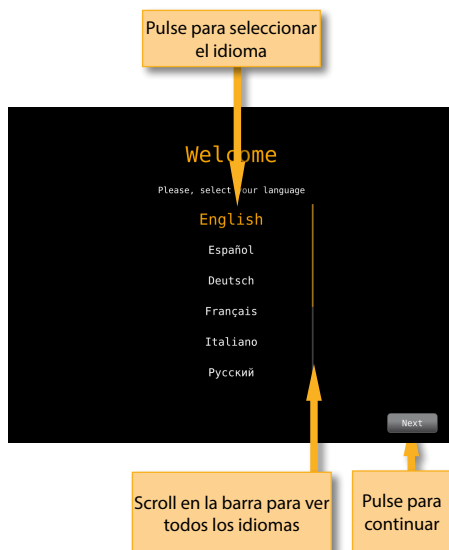 Pulse para seleccionar
el idioma
Welcome
Please, select your language
English
Español
Deutsch
Français
Italiano
Русский
Next
Scroll en la barra para ver
todos los idiomas
Pulse para
continuar